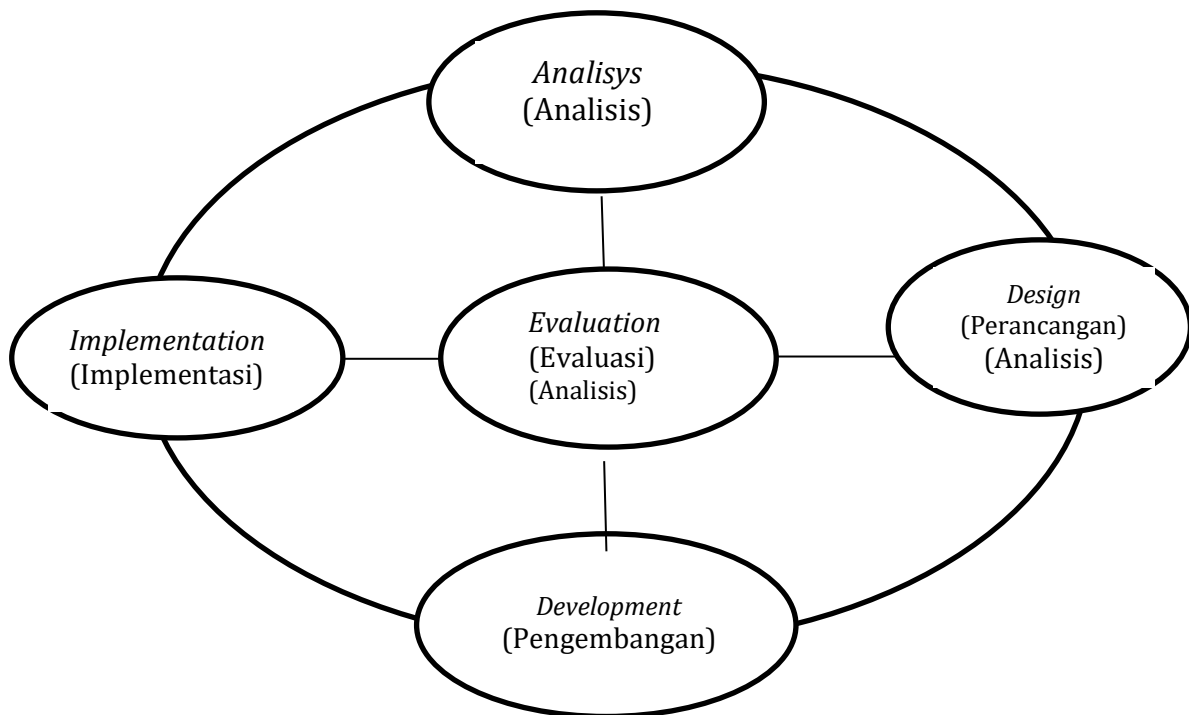 Analisys
(Analisis)
Implementation
(Implementasi)
Evaluation
(Evaluasi)
(Analisis)
Design
(Perancangan)
(Analisis)
Development
(Pengembangan)